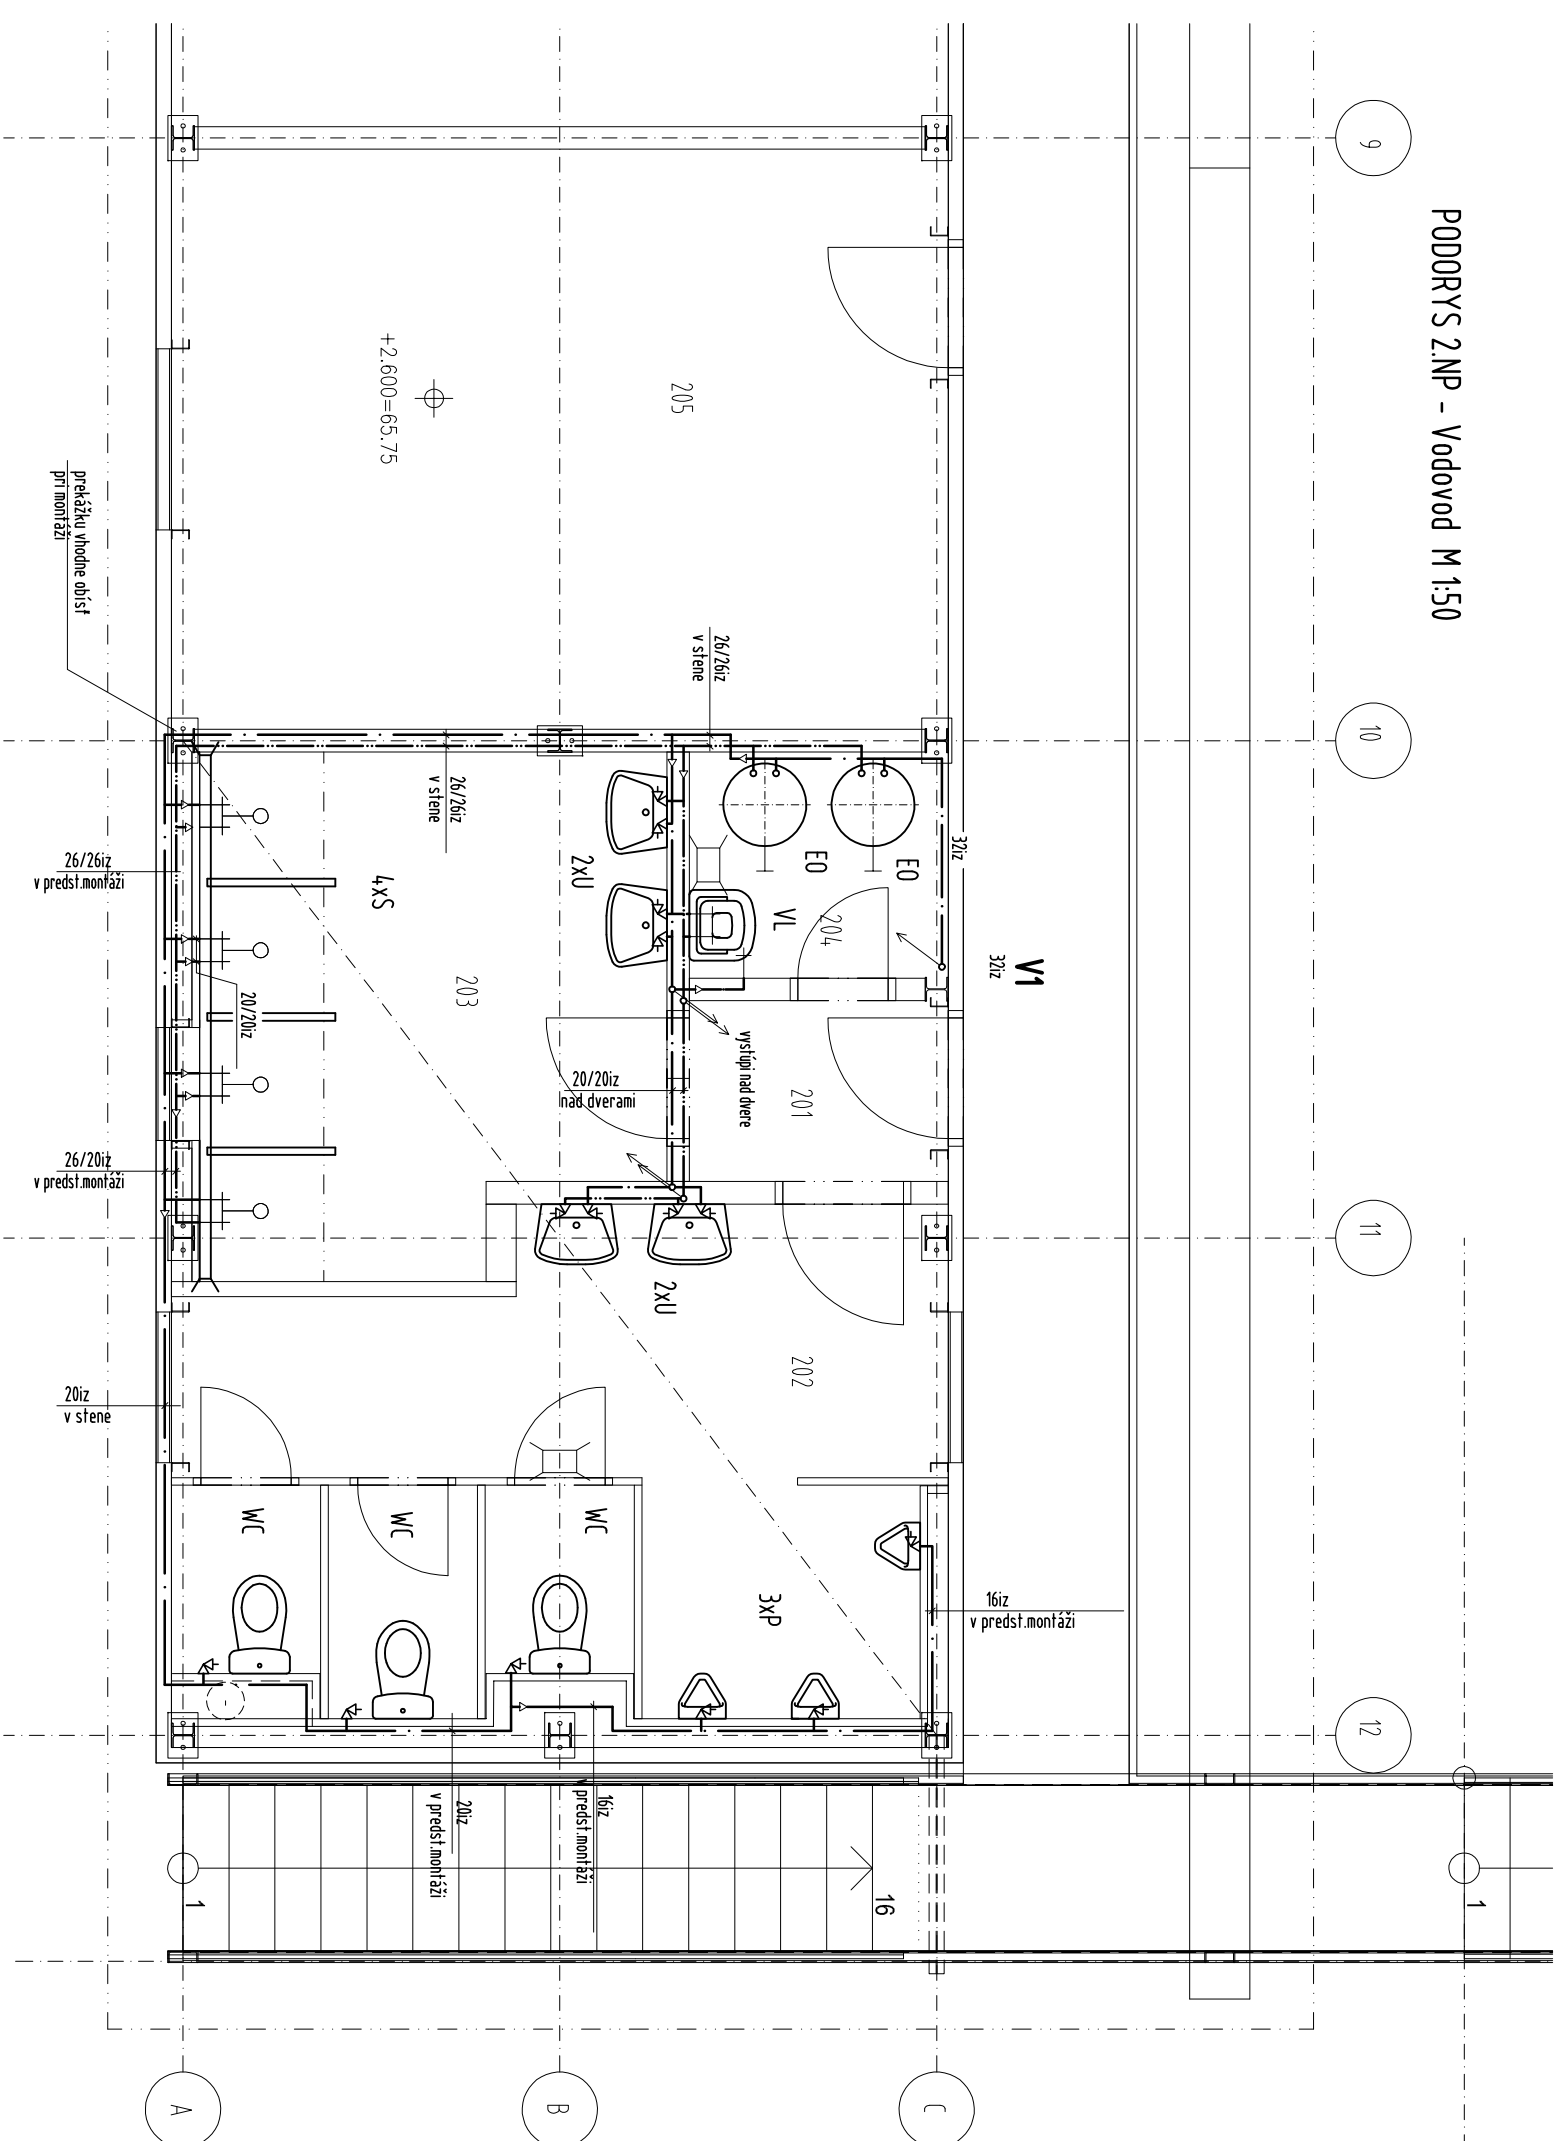 PODORYS 2.NP - Vodovod M 1:50
9
10
11
12
A
B
C
205
+2.600=65.75
prekážku vhodne obísť
pri montáži
26/26iz
v stene
26/26iz
v stene
32iz
EO
EO
VL
204
V1
32iz
2xU
4xS
203
26/26iz
v predst.montáži
20/20iz
vystúpi nad dvere
20/20iz
nad dverami
201
26/20iz
v predst.montáži
2xU
202
20iz
v stene
WC
WC
WC
3xP
16iz
v predst.montáži
16iz
v predst.montáži
20iz
v predst.montáži
1
16
1